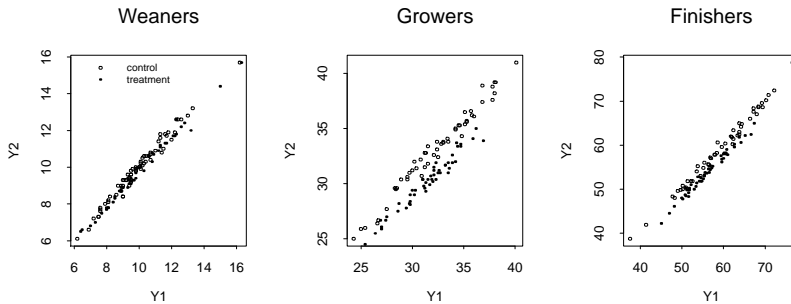 Weaners
Growers
Finishers
control
treatment
Y2
6 8 10 12 14 16
6 8 10 12 14 16
Y1
Y2
25 30 35 40
25 30 35 40
Y1
Y2
40 50 60 70 80
40 50 60 70
Y1